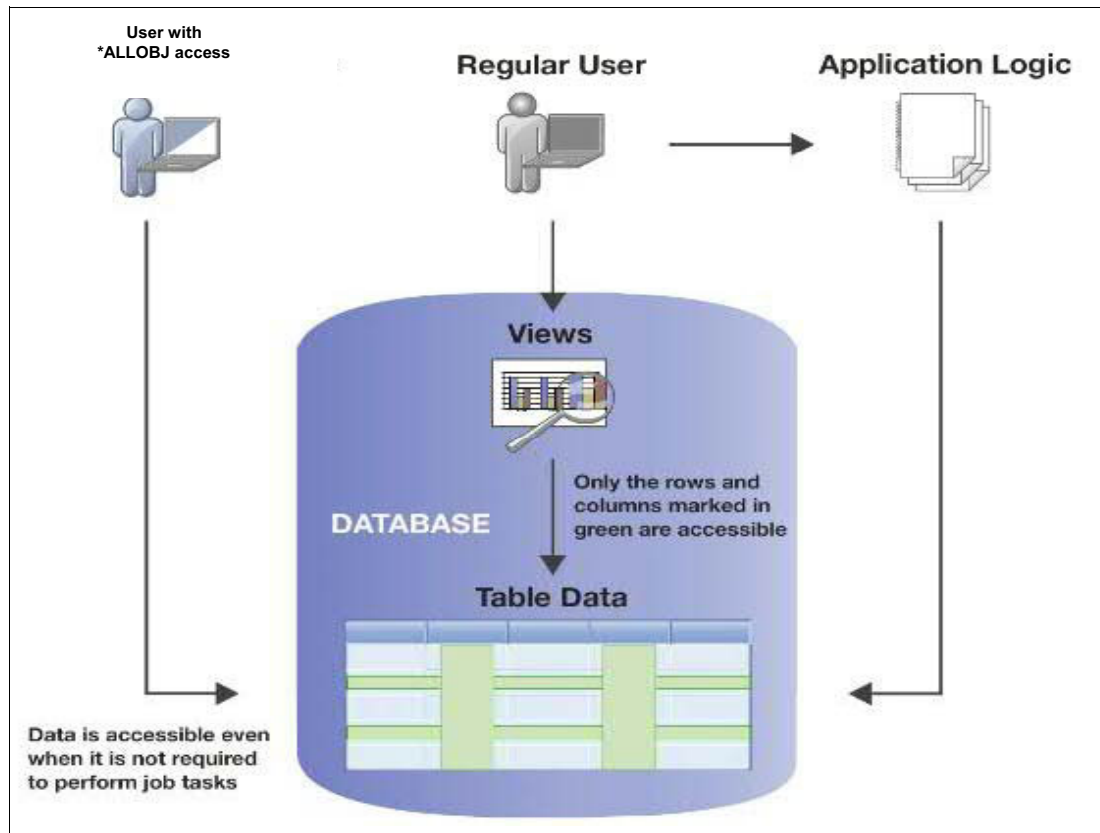 User with
*ALLOBJ access
Regular User
Application Logic
Views
Only the rows and
columns marked in
green are accessible
DATABASE
Table Data
Data is accessible even
when it is not required
to perform job tasks